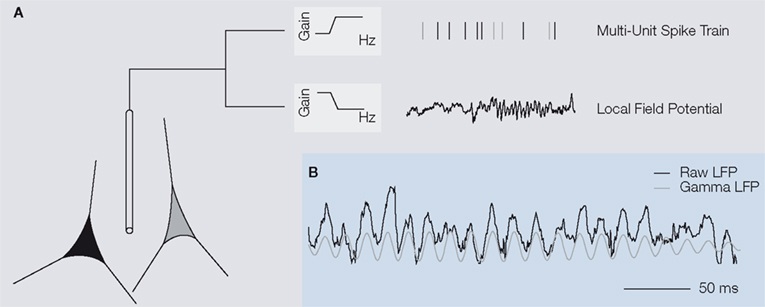 A
Gain
Hz
Multi-Unit Spike Train
Gain
Hz
Local Field Potential
B
Raw LFP
Gamma LFP
50 ms